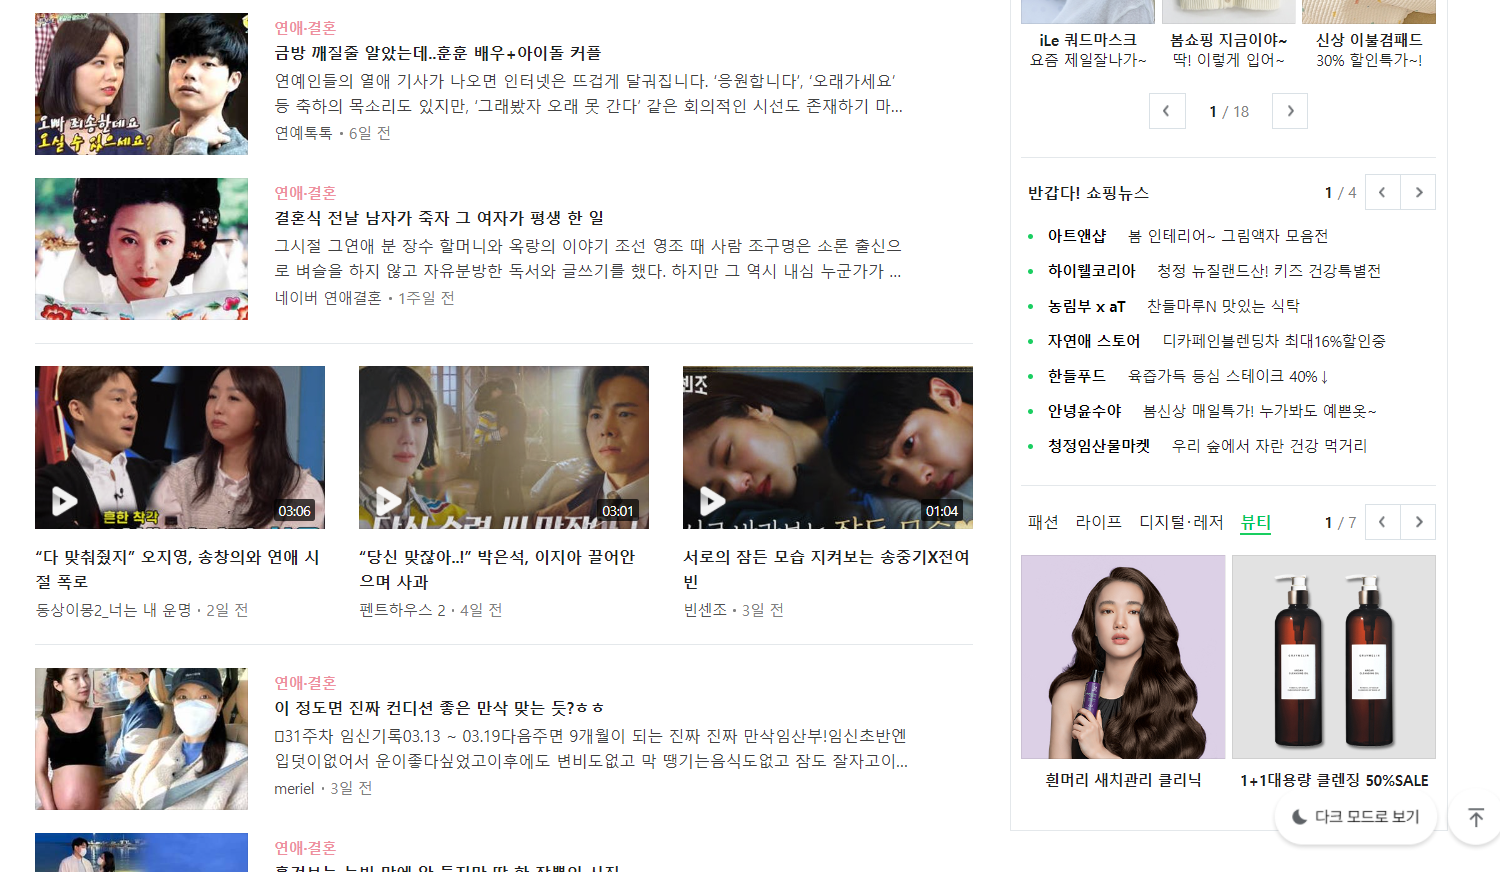 연애·결혼
금방 깨질줄 알았는데..훈훈 배우+아이돌 커플
연예인들의 열애 기사가 나오면 인터넷은 뜨겁게 달궈집니다. ‘응원합니다’, ‘오래가세요’
등 축하의 목소리도 있지만, ‘그래봤자 오래 못 간다’ 같은 회의적인 시선도 존재하기 마...
연예톡톡 · 6일 전
오빠 죄송한데요
오실 수 있으세요?
연애·결혼
결혼식 전날 남자가 죽자 그 여자가 평생 한 일
그시절 그연애 분 장수 할머니와 옥랑의 이야기 조선 영조 때 사람 조구명은 소론 출신으
로 벼슬을 하지 않고 자유분방한 독서와 글쓰기를 했다. 하지만 그 역시 내심 누군가가 ...
네이버 연애결혼 · 1주일 전
흔한 착각
03:06
“다 맞춰줬지” 오지영, 송창의와 연애 시
절 폭로
동상이몽2_너는 내 운명 · 2일 전
03:01
“당신 맞잖아..!” 박은석, 이지아 끌어안
으며 사과
펜트하우스 2 · 4일 전
센조
01:04
서로의 잠든 모습 지켜보는 송중기X전여
빈
빈센조 · 3일 전
연애·결혼
이 정도면 진짜 컨디션 좋은 만삭 맞는 듯?ㅎㅎ
31주차 임신기록03.13 ~ 03.19다음주면 9개월이 되는 진짜 진짜 만삭임산부!임신초반엔
입덧이없어서 운이좋다싶었고이후에도 변비도없고 막 땡기는음식도없고 잠도 잘자고이...
meriel · 3일 전
연애·결혼
iLe 쿼드마스크
요즘 제일잘나가~
봄쇼핑 지금이야~
딱! 이렇게 입어~
신상 이불겸패드
30% 할인특가~!
1 / 18
반갑다! 쇼핑뉴스
1 / 4
아트앤샵 봄 인테리어~ 그림액자 모음전
하이웰코리아 청정 뉴질랜드산! 키즈 건강특별전
농림부 x aT 찬들마루N 맛있는 식탁
자연애 스토어 디카페인블렌딩차 최대16%할인중
한들푸드 육즙가득 등심 스테이크 40%↓
안녕윤수야 봄신상 매일특가! 누가봐도 예쁜옷~
청정임산물마켓 우리 숲에서 자란 건강 먹거리
패션 라이프 디지털·레저 뷰티
1 / 7
흰머리 새치관리 클리닉
1+1대용량 클렌징 50%SALE
다크 모드로 보기